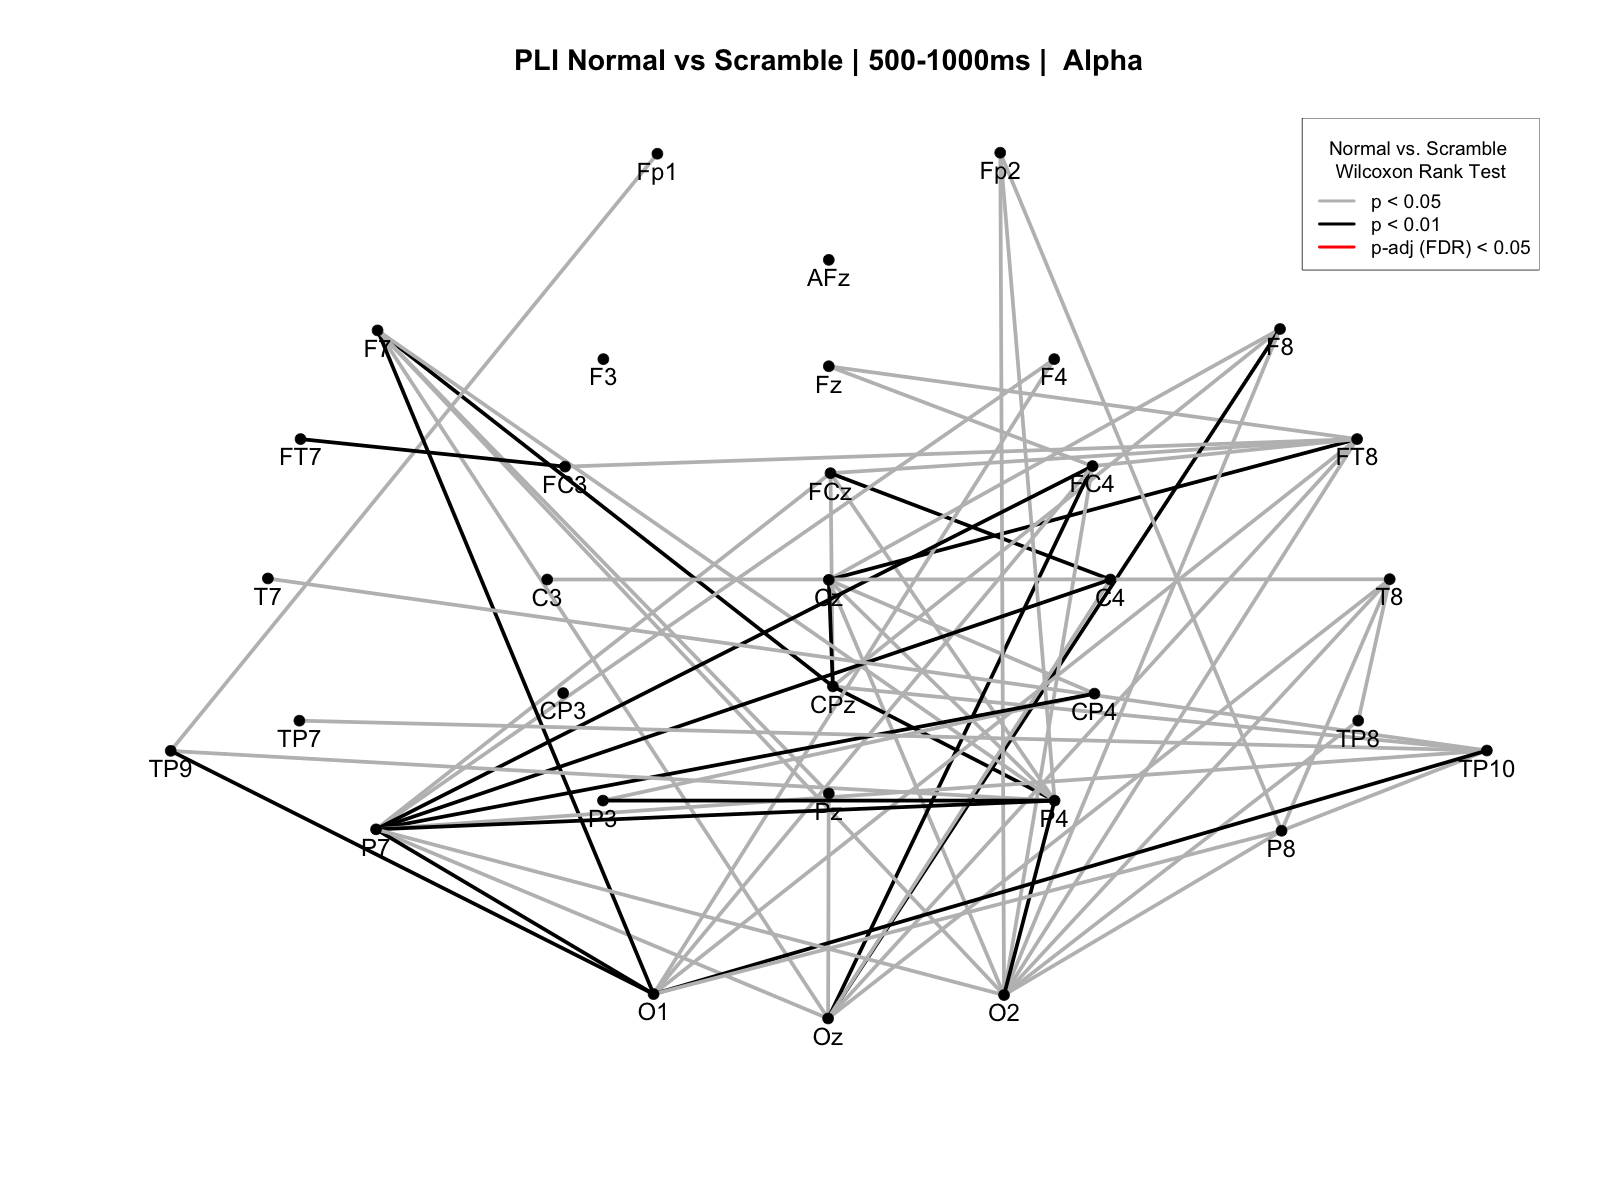 PLI Normal vs Scramble | 500-1000ms | Alpha
Normal vs. Scramble
Wilcoxon Rank Test
p < 0.05
p < 0.01
p-adj (FDR) < 0.05
Fp1
Fp2
AFz
F7
F3
Fz
F4
F8
FT7
FC3
FCz
FC4
FT8
T7
C3
Cz
C4
T8
CP3
CPz
CP4
TP7
TP8
TP9
TP10
P7
P3
Pz
P4
P8
O1
Oz
O2